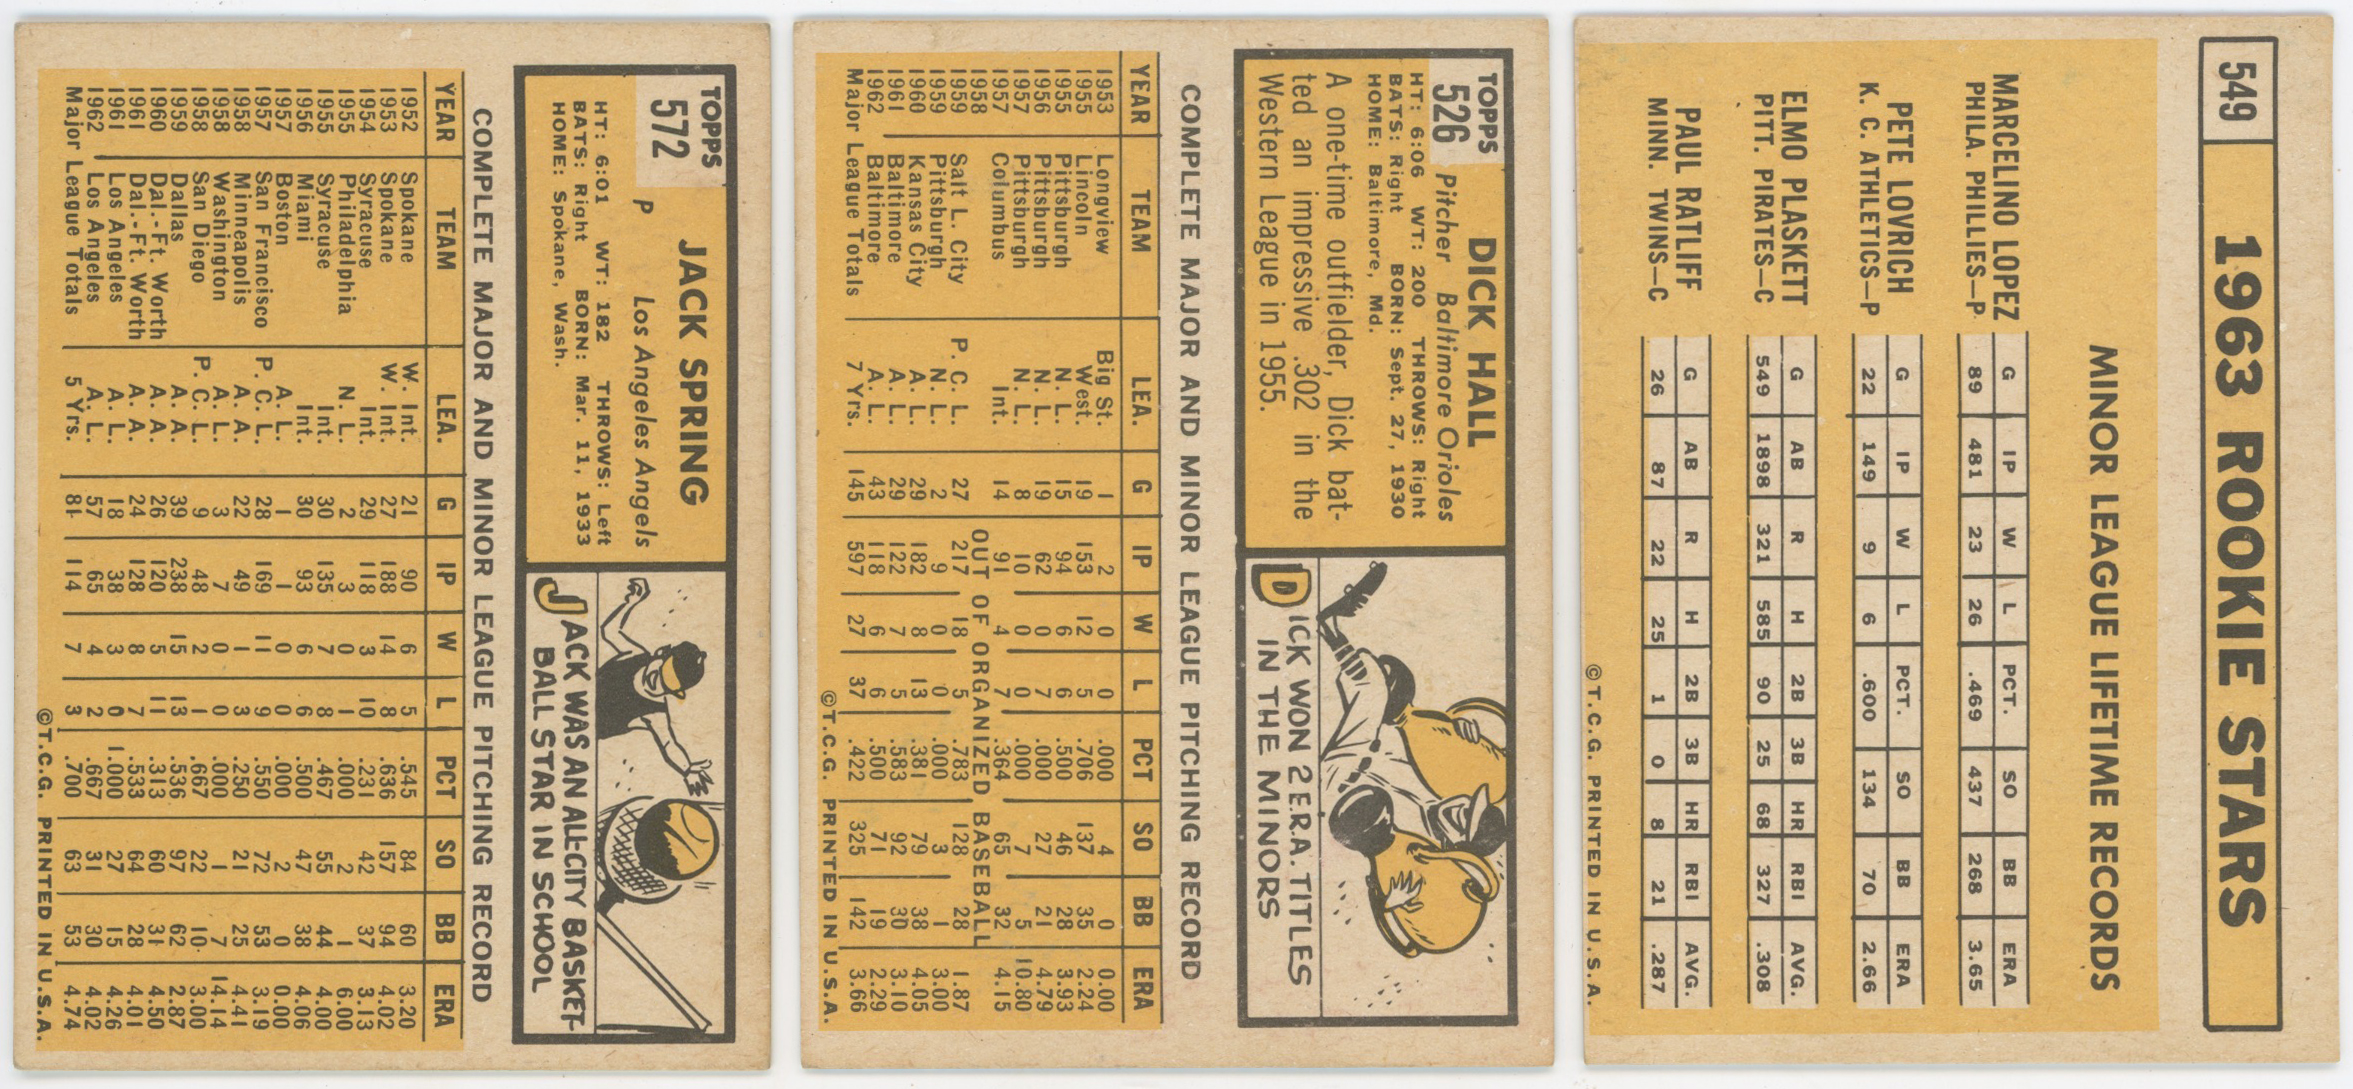 TOPPS
572
JACK SPRING
P Los Angeles Angels
HT: 6:01 WT: 182 THROWS: Left
BATS: Right BORN: Mar. 11, 1933
HOME: Spokane, Wash.
JACK WAS AN ALL-CITY BASKET-
BALL STAR IN SCHOOL
COMPLETE MAJOR AND MINOR LEAGUE PITCHING RECORD
YEAR TEAM LEA. G IP W L PCT SO BB ERA
1952 Spokane W. Int. 21 90 6 5 .545 84 60 3.20
1953 Spokane W. Int. 27 188 14 8 .636 157 94 4.02
1954 Syracuse Int. 29 118 3 10 .231 42 37 3.13
1955 Philadelphia N. L. 2 3 0 1 .000 2 1 6.00
1955 Syracuse Int. 30 135 7 8 .467 55 44 4.00
1956 Miami Int. 30 93 6 6 .500 47 38 4.06
1957 Boston A. L. 1 1 0 0 .000 2 0 0.00
1957 San Francisco P. C. L. 28 169 11 9 .550 72 53 3.19
1958 Minneapolis A. A. 22 49 1 3 .250 21 25 4.41
1958 Washington A. L. 3 7 0 0 .000 1 7 14.14
1958 San Diego P. C. L. 9 48 2 1 .667 22 10 3.00
1959 Dallas A. A. 39 238 15 13 .536 97 62 2.87
1960 Dal.-Ft. Worth A. A. 26 120 5 11 .313 60 31 4.50
1961 Dal.-Ft. Worth A. A. 24 128 8 7 .533 64 28 4.01
1961 Los Angeles A. L. 18 38 3 0 1.000 27 15 4.26
1962 Los Angeles A. L. 57 65 4 2 .667 31 30 4.02
Major League Totals 5 Yrs. 81 114 7 3 .700 63 53 4.74
©T.C.G. PRINTED IN U.S.A.
TOPPS
526
DICK HALL
Pitcher Baltimore Orioles
HT: 6:06 WT: 200 THROWS: Right
BATS: Right BORN: Sept. 27, 1930
HOME: Baltimore, Md.
A one-time outfielder, Dick bat-
ted an impressive .302 in the
Western League in 1955.
DICK WON 2 E.R.A. TITLES
IN THE MINORS
COMPLETE MAJOR AND MINOR LEAGUE PITCHING RECORD
YEAR TEAM LEA. G IP W L PCT SO BB ERA
1953 Longview Big St. 1 2 0 0 .000 4 0 0.00
1955 Lincoln West. 19 153 12 5 .706 137 35 2.24
1955 Pittsburgh N. L. 15 94 6 6 .500 46 28 3.93
1956 Pittsburgh N. L. 19 62 0 7 .000 27 21 4.79
1957 Pittsburgh N. L. 8 10 0 0 .000 7 5 10.80
1957 Columbus Int. 14 91 4 7 .364 65 32 4.15
1958 OUT OF ORGANIZED BASEBALL
1959 Salt L. City P. C. L. 27 217 18 5 .783 128 28 1.87
1959 Pittsburgh N. L. 2 9 0 0 .000 3 1 3.00
1960 Kansas City A. L. 29 182 8 13 .381 79 38 4.05
1961 Baltimore A. L. 29 122 7 5 .583 92 30 3.10
1962 Baltimore A. L. 43 118 6 6 .500 71 19 2.29
Major League Totals 7 Yrs. 145 597 27 37 .422 325 142 3.66
©T.C.G. PRINTED IN U.S.A.
549 1963 ROOKIE STARS
MINOR LEAGUE LIFETIME RECORDS
MARCELINO LOPEZ
PHILA. PHILLIES—P
G IP W L PCT. SO BB ERA
89 481 23 26 .469 437 268 3.65
PETE LOVRICH
K. C. ATHLETICS—P
G IP W L PCT. SO BB ERA
22 149 9 6 .600 134 70 2.66
ELMO PLASKETT
PITT. PIRATES—C
G AB R H 2B 3B HR RBI AVG.
549 1898 321 585 90 25 68 327 .308
PAUL RATLIFF
MINN. TWINS—C
G AB R H 2B 3B HR RBI AVG.
26 87 22 25 1 0 8 21 .287
©T.C.G. PRINTED IN U.S.A.